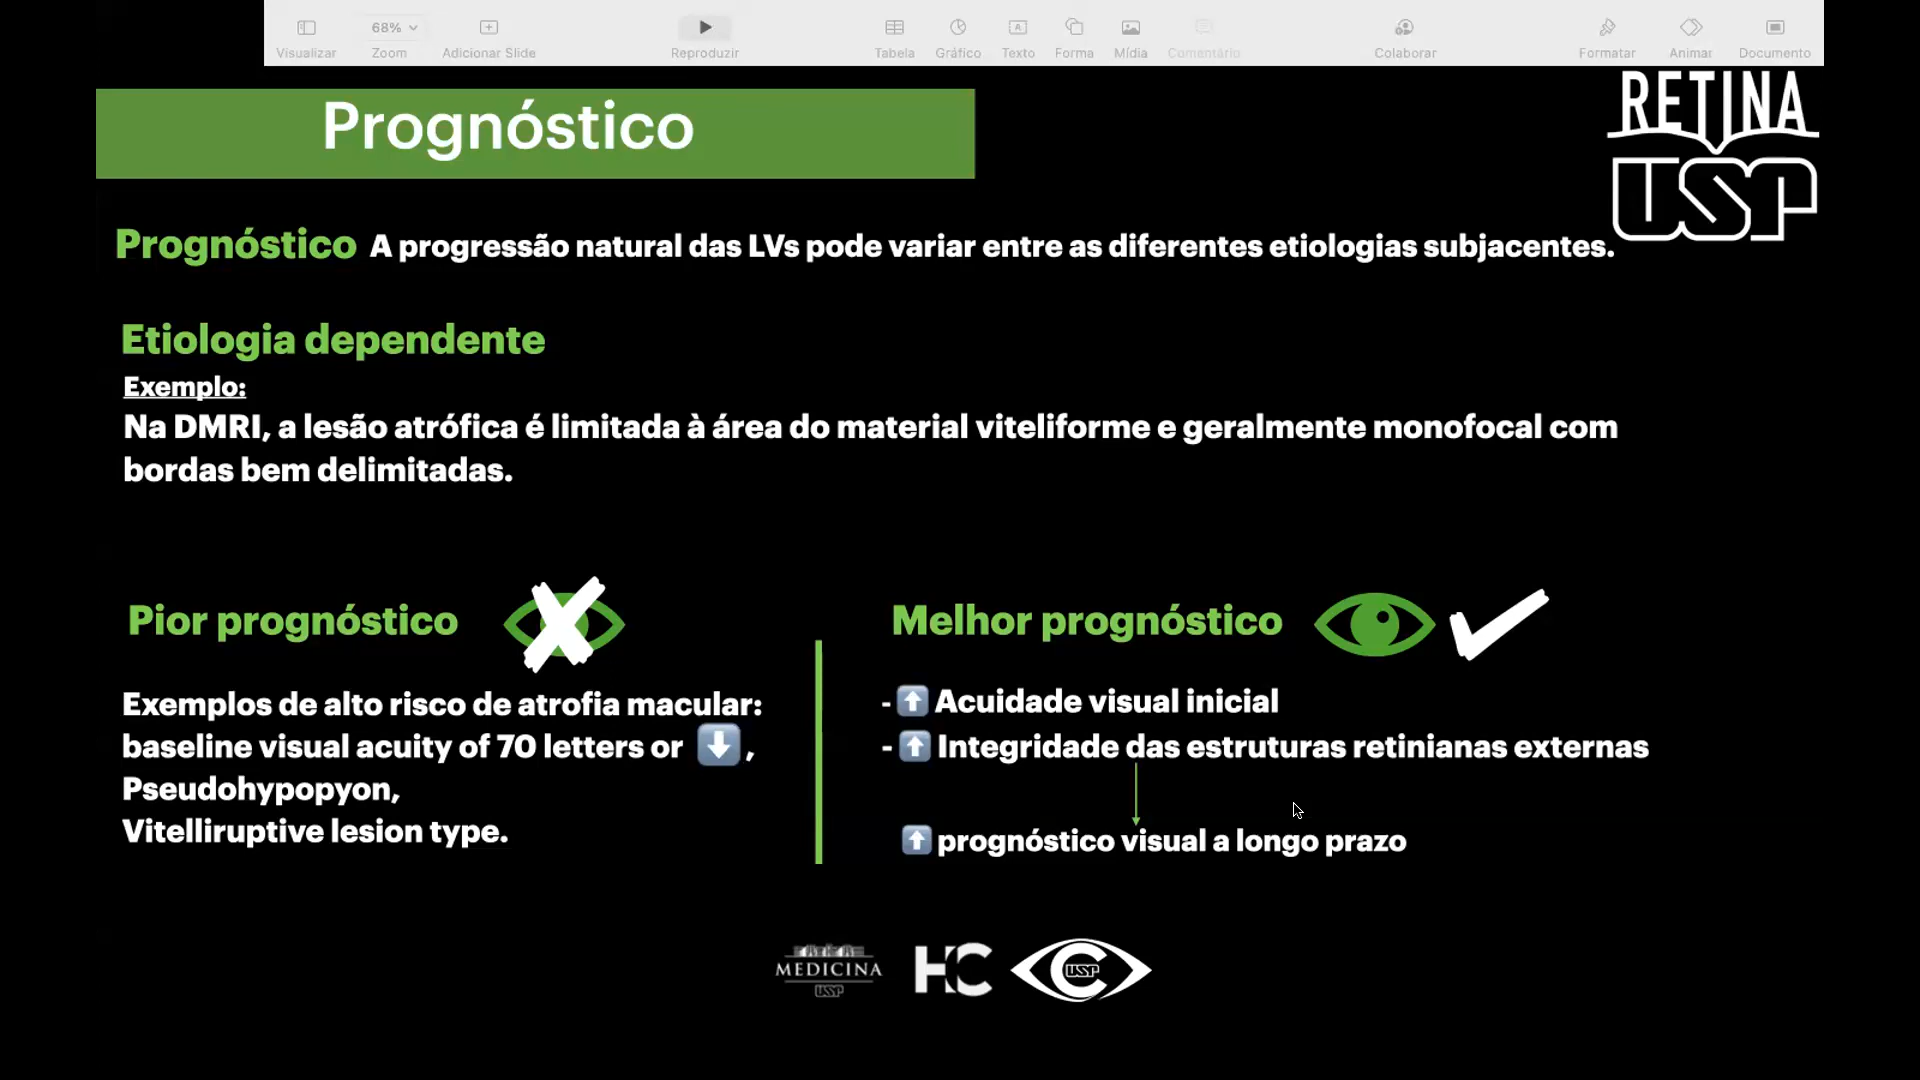 Visualizar
68%
Zoom
Adicionar Slide
Reproduzir
Tabela
Gráfico
Texto
Forma
Mídia
Comentário
Colaborar
Formatar
Animar
Documento
RETINA
USP
Prognóstico
Prognóstico A progressão natural das LVs pode variar entre as diferentes etiologias subjacentes.
Etiologia dependente
Exemplo:
Na DMRI, a lesão atrófica é limitada à área do material viteliforme e geralmente monofocal com
bordas bem delimitadas.
Pior prognóstico
Exemplos de alto risco de atrofia macular:
baseline visual acuity of 70 letters or ⬇️,
Pseudohypopyon,
Vitelliruptive lesion type.
Melhor prognóstico
- ⬆️ Acuidade visual inicial
- ⬆️ Integridade das estruturas retinianas externas
⬆️ prognóstico visual a longo prazo
MEDICINA
USP
HC
C
USP